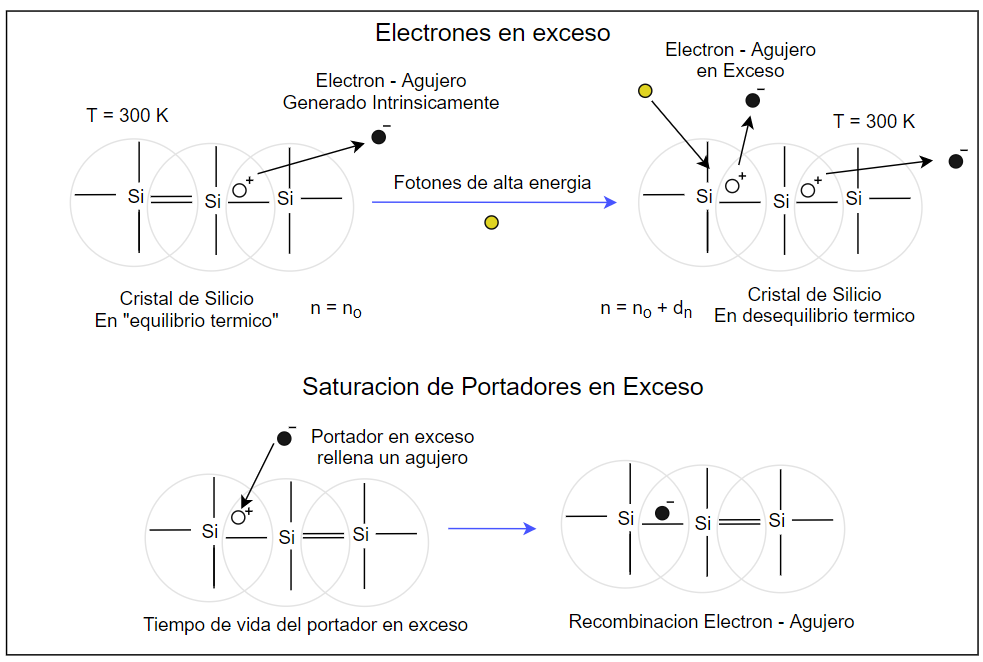 Electrones en exceso
Electron - Agujero
Generado Intrinsicamente
T = 300 K
−
Si
Si
+
Si
Fotones de alta energia
Electron - Agujero
en Exceso
−
T = 300 K
−
Si
+
Si
+
Si
Cristal de Silicio
En "equilibrio termico"
n = no
n = no + dn
Cristal de Silicio
En desequilibrio termico
Saturacion de Portadores en Exceso
−
Portador en exceso
rellena un agujero
Si
+
Si
Si
Tiempo de vida del portador en exceso
Si
−
Si
Si
Recombinacion Electron - Agujero